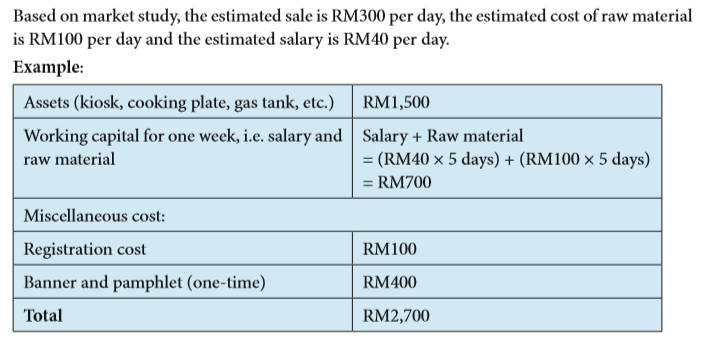 Based on market study, the estimated sale is RM300 per day, the estimated cost of raw material
is RM100 per day and the estimated salary is RM40 per day.
Example:
Assets (kiosk, cooking plate, gas tank, etc.) RM1,500
Working capital for one week, i.e. salary and
raw material
Salary + Raw material
= (RM40 × 5 days) + (RM100 × 5 days)
= RM700
Miscellaneous cost:
Registration cost RM100
Banner and pamphlet (one-time) RM400
Total RM2,700